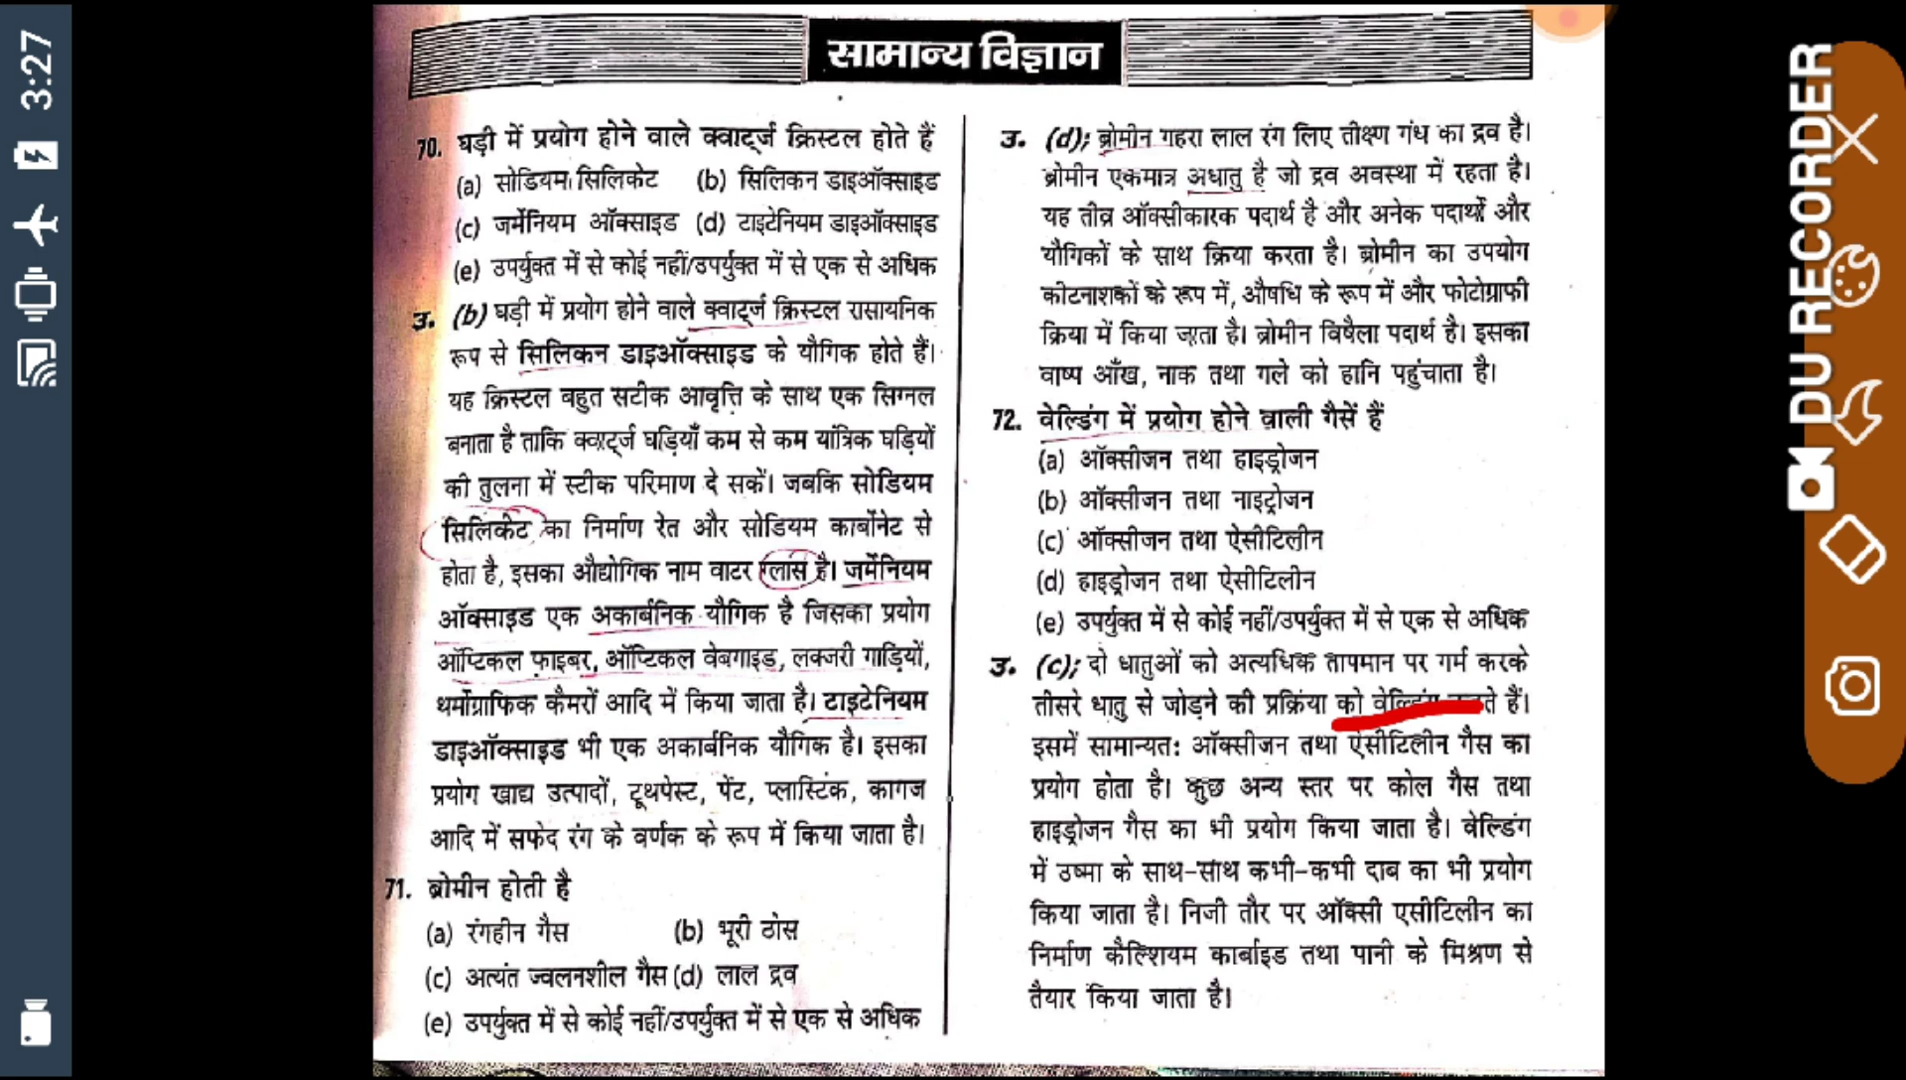 3:27
सामान्य विज्ञान
70. घड़ी में प्रयोग होने वाले क्वाट्र्ज क्रिस्टल होते हैं
(a) सोडियम सिलिकेट (b) सिलिकन डाइऑक्साइड
(c) जर्मेनियम ऑक्साइड (d) टाइटेनियम डाइऑक्साइड
(e) उपर्युक्त में से कोई नहीं/उपर्युक्त में से एक से अधिक
उ. (b) घड़ी में प्रयोग होने वाले क्वाट्र्ज क्रिस्टल रासायनिक
रूप से सिलिकन डाइऑक्साइड के यौगिक होते हैं।
यह क्रिस्टल बहुत सटीक आवृत्ति के साथ एक सिग्नल
बनाता है ताकि क्वाट्र्ज घड़ियाँ कम से कम यांत्रिक घड़ियों
की तुलना में स्टीक परिमाण दे सकें। जबकि सोडियम
सिलिकेट का निर्माण रेत और सोडियम कार्बोनेट से
होता है, इसका औद्योगिक नाम वाटर ग्लास है। जर्मेनियम
ऑक्साइड एक अकार्बनिक यौगिक है जिसका प्रयोग
ऑप्टिकल फाइबर, ऑप्टिकल वेबगाइड, लक्जरी गाड़ियों,
थर्मोग्राफिक कैमरों आदि में किया जाता है। टाइटेनियम
डाइऑक्साइड भी एक अकार्बनिक यौगिक है। इसका
प्रयोग खाद्य उत्पादों, टूथपेस्ट, पेंट, प्लास्टिक, कागज
आदि में सफेद रंग के वर्णक के रूप में किया जाता है।
71. ब्रोमीन होती है
(a) रंगहीन गैस (b) भूरी ठोस
(c) अत्यंत ज्वलनशील गैस (d) लाल द्रव
(e) उपर्युक्त में से कोई नहीं/उपर्युक्त में से एक से अधिक
उ. (d); ब्रोमीन गहरा लाल रंग लिए तीक्ष्ण गंध का द्रव है।
ब्रोमीन एकमात्र अधातु है जो द्रव अवस्था में रहता है।
यह तीव्र ऑक्सीकारक पदार्थ है और अनेक पदार्थों और
यौगिकों के साथ क्रिया करता है। ब्रोमीन का उपयोग
कीटनाशकों के रूप में, औषधि के रूप में और फोटोग्राफी
क्रिया में किया जाता है। ब्रोमीन विषैला पदार्थ है। इसका
वाष्प आँख, नाक तथा गले को हानि पहुंचाता है।
72. वेल्डिंग में प्रयोग होने वाली गैसें हैं
(a) ऑक्सीजन तथा हाइड्रोजन
(b) ऑक्सीजन तथा नाइट्रोजन
(c) ऑक्सीजन तथा ऐसीटिलीन
(d) हाइड्रोजन तथा ऐसीटिलीन
(e) उपर्युक्त में से कोई नहीं/उपर्युक्त में से एक से अधिक
उ. (c); दो धातुओं को अत्यधिक तापमान पर गर्म करके
तीसरे धातु से जोड़ने की प्रक्रिया को वेल्डिंग हैं।
इसमें सामान्यत: ऑक्सीजन तथा ऐसीटिलीन गैस का
प्रयोग होता है। कुछ अन्य स्तर पर कोल गैस तथा
हाइड्रोजन गैस का भी प्रयोग किया जाता है। वेल्डिंग
में उष्मा के साथ-साथ कभी-कभी दाब का भी प्रयोग
किया जाता है। निजी तौर पर ऑक्सी एसीटिलीन का
निर्माण कैल्शियम कार्बाइड तथा पानी के मिश्रण से
तैयार किया जाता है।
DU RECORDER